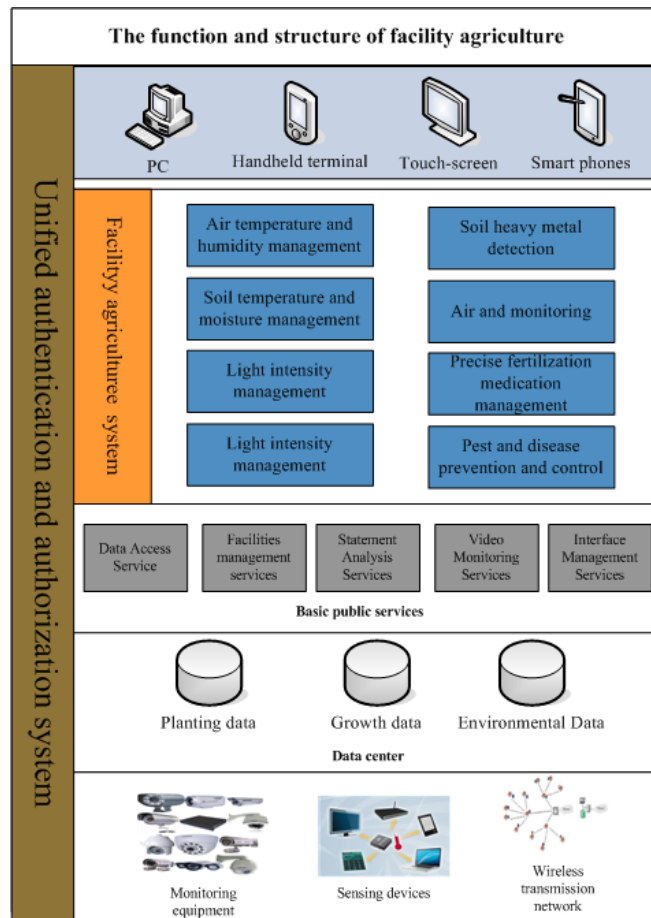 The function and structure of facility agriculture
Unified authentication and authorization system
PC
Handheld terminal
Touch-screen
Smart phones
Facilityy agriculturee system
Air temperature and
humidity management
Soil heavy metal
detection
Soil temperature and
moisture management
Air and monitoring
Light intensity
management
Precise fertilization
medication
management
Light intensity
management
Pest and disease
prevention and control
Data Access
Service
Facilities
management
services
Statement
Analysis
Services
Video
Monitoring
Services
Interface
Management
Services
Basic public services
Planting data
Growth data
Environmental Data
Data center
Monitoring
equipment
Sensing devices
Wireless
transmission
network